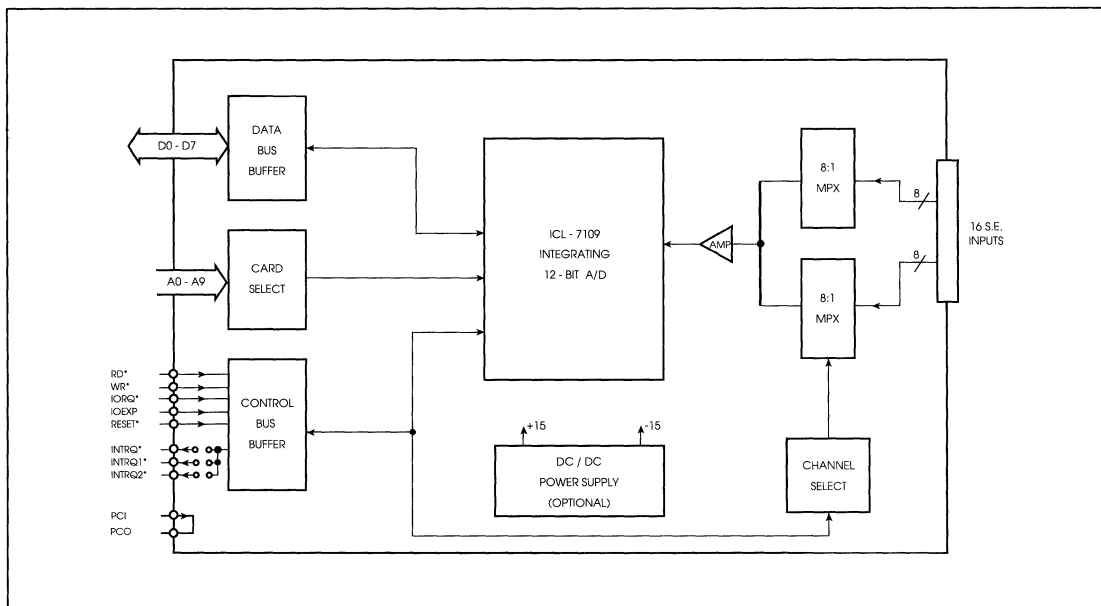 D0 - D7
DATA
BUS
BUFFER
A0 - A9
CARD
SELECT
RD*
WR*
IORQ*
IOEXP
RESET*
INTRQ*
INTRQ1*
INTRQ2*
PCI
PCO
CONTROL
BUS
BUFFER
ICL - 7109
INTEGRATING
12 - BIT A/D
AMP
8:1
MPX
8:1
MPX
8
8
16 S.E.
INPUTS
+15
-15
DC / DC
POWER SUPPLY
(OPTIONAL)
CHANNEL
SELECT